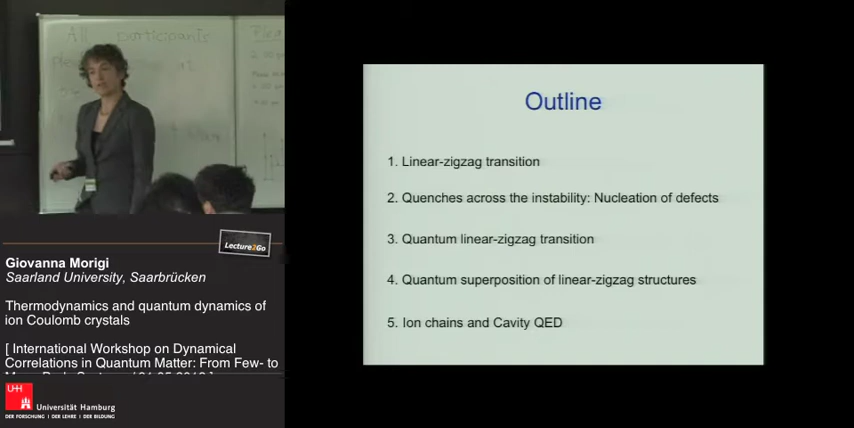 All participants
Lecture2Go
Giovanna Morigi
Saarland University, Saarbrücken
Thermodynamics and quantum dynamics of
ion Coulomb crystals
[ International Workshop on Dynamical
Correlations in Quantum Matter: From Few- to
UH
Universität Hamburg
DER FORSCHUNG | DER LEHRE | DER BILDUNG
Outline
1. Linear-zigzag transition
2. Quenches across the instability: Nucleation of defects
3. Quantum linear-zigzag transition
4. Quantum superposition of linear-zigzag structures
5. Ion chains and Cavity QED